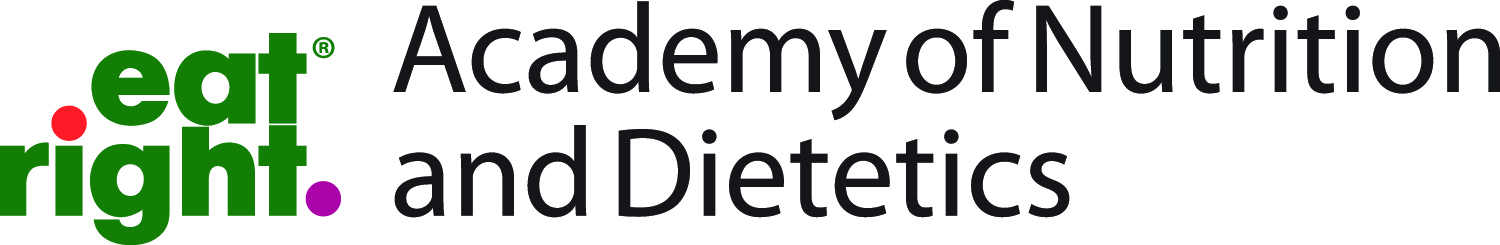 eat®
right.
Academy of Nutrition
and Dietetics